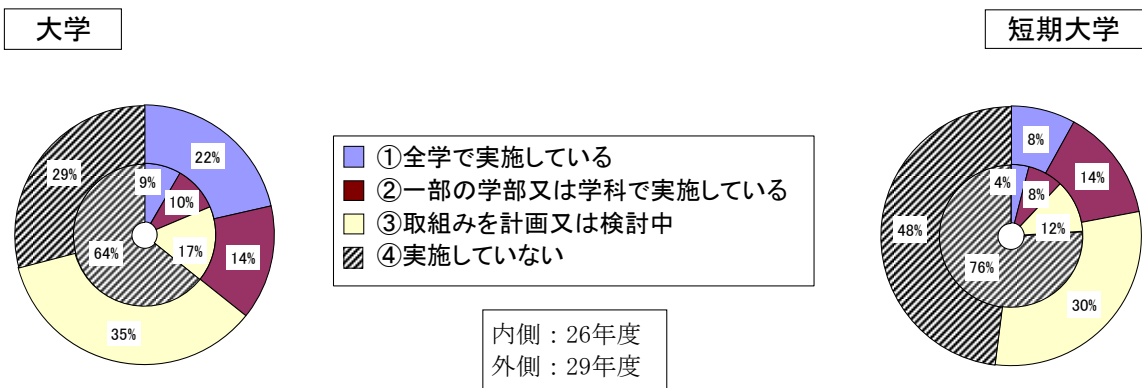 大学
短期大学
22%
14%
35%
29%
9%
10%
17%
64%
①全学で実施している
②一部の学部又は学科で実施している
③取組みを計画又は検討中
④実施していない
内側：26年度
外側：29年度
8%
14%
30%
48%
4%
8%
12%
76%